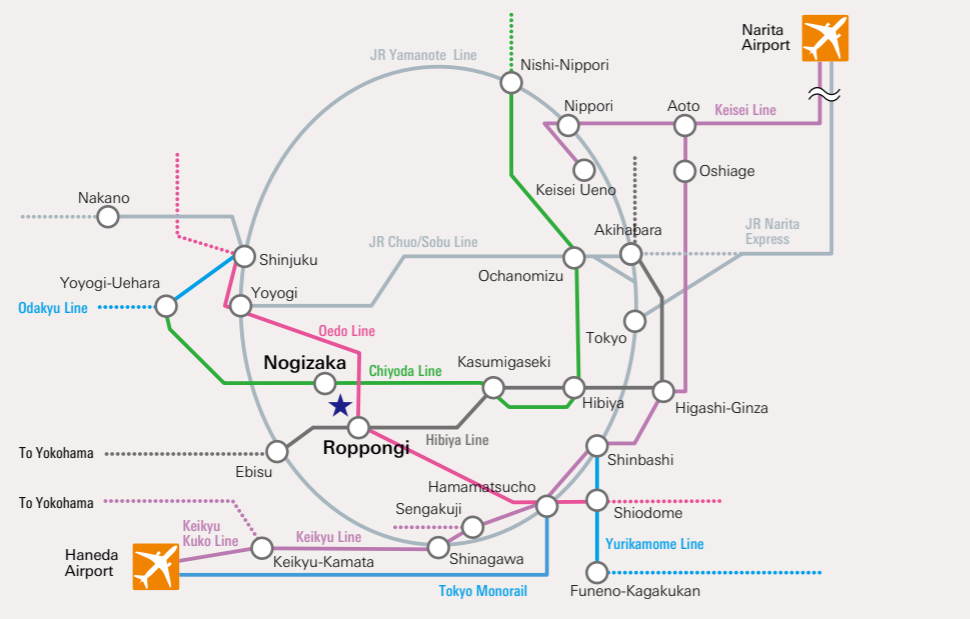 Narita
Airport
JR Yamanote Line
Nishi-Nippori
Nippori
Aoto
Keisei Line
Oshiage
Keisei Ueno
Nakano
Akihabara
JR Narita
Express
JR Chuo/Sobu Line
Shinjuku
Ochanomizu
Yoyogi-Uehara
Yoyogi
Odakyu Line
Oedo Line
Tokyo
Kasumigaseki
Nogizaka
Chiyoda Line
Hibiya
Higashi-Ginza
Hibiya Line
Roppongi
To Yokohama
Ebisu
Shinbashi
Hamamatsucho
To Yokohama
Sengakuji
Shiodome
Keikyu
Kuko Line
Keikyu Line
Yurikamome Line
Haneda
Airport
Keikyu-Kamata
Shinagawa
Tokyo Monorail
Funeno-Kagakukan